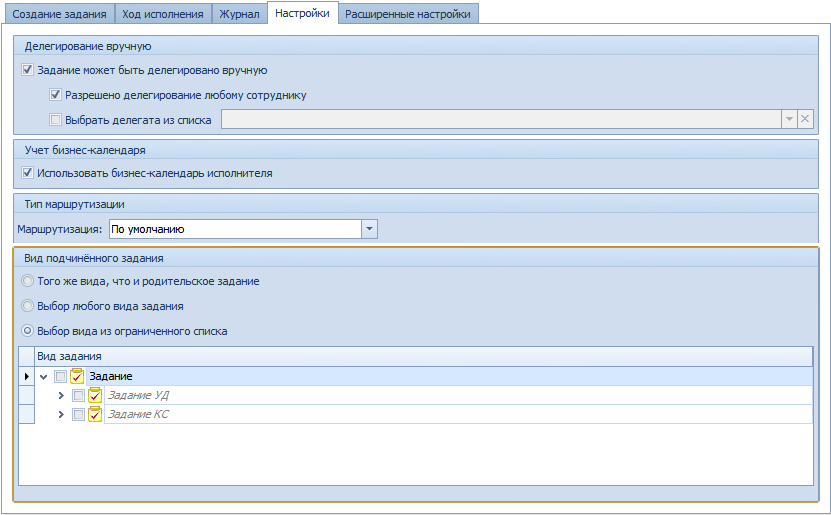 Создание задания Ход исполнения Журнал Настройки Расширенные настройки
Делегирование вручную
Задание может быть делегировано вручную
Разрешено делегирование любому сотруднику
Выбрать делегата из списка
Учет бизнес-календаря
Использовать бизнес-календарь исполнителя
Тип маршрутизации
Маршрутизация: По умолчанию
Вид подчинённого задания
Того же вида, что и родительское задание
Выбор любого вида задания
Выбор вида из ограниченного списка
Вид задания
Задание
Задание УД
Задание КС